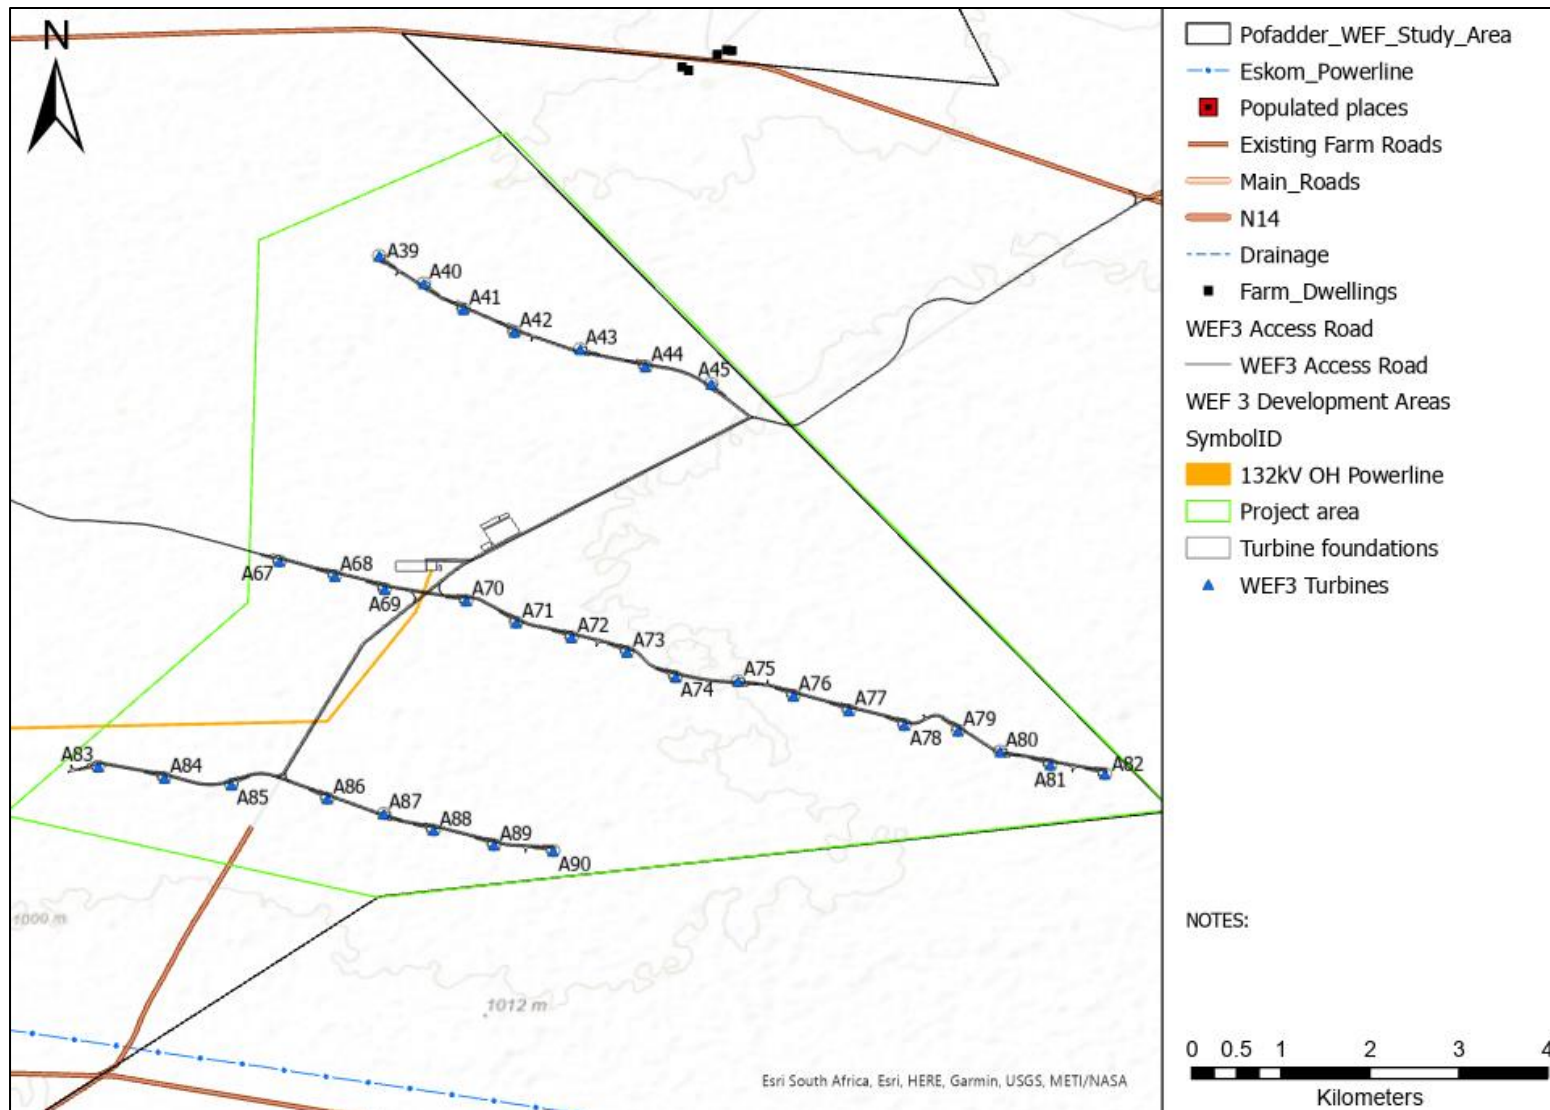 N
A39
A40
A41
A42
A43
A44
A45
A67
A68
A69
A70
A71
A72
A73
A74
A75
A76
A77
A78
A79
A80
A81
A82
A83
A84
A85
A86
A87
A88
A89
A90
1000 m
1012 m
Esri South Africa, Esri, HERE, Garmin, USGS, METI/NASA
Pofadder_WEF_Study_Area
Eskom_Powerline
Populated places
Existing Farm Roads
Main_Roads
N14
Drainage
Farm_Dwellings
WEF3 Access Road
WEF3 Access Road
WEF 3 Development Areas
SymbolID
132kV OH Powerline
Project area
Turbine foundations
WEF3 Turbines
NOTES:
0 0.5 1 2 3 4
Kilometers